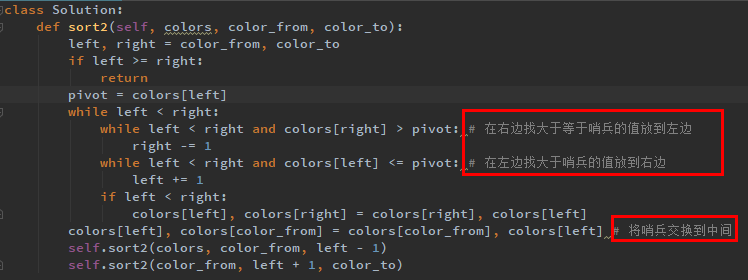 class Solution:
    def sort2(self, colors, color_from, color_to):
        left, right = color_from, color_to
        if left >= right:
            return
        pivot = colors[left]
        while left < right:
            while left < right and colors[right] > pivot: # 在右边找大于等于哨兵的值放到左边
                right -= 1
            while left < right and colors[left] <= pivot: # 在左边找大于哨兵的值放到右边
                left += 1
            if left < right:
                colors[left], colors[right] = colors[right], colors[left]
        colors[left], colors[color_from] = colors[color_from], colors[left] # 将哨兵交换到中间
        self.sort2(colors, color_from, left - 1)
        self.sort2(color_from, left + 1, color_to)